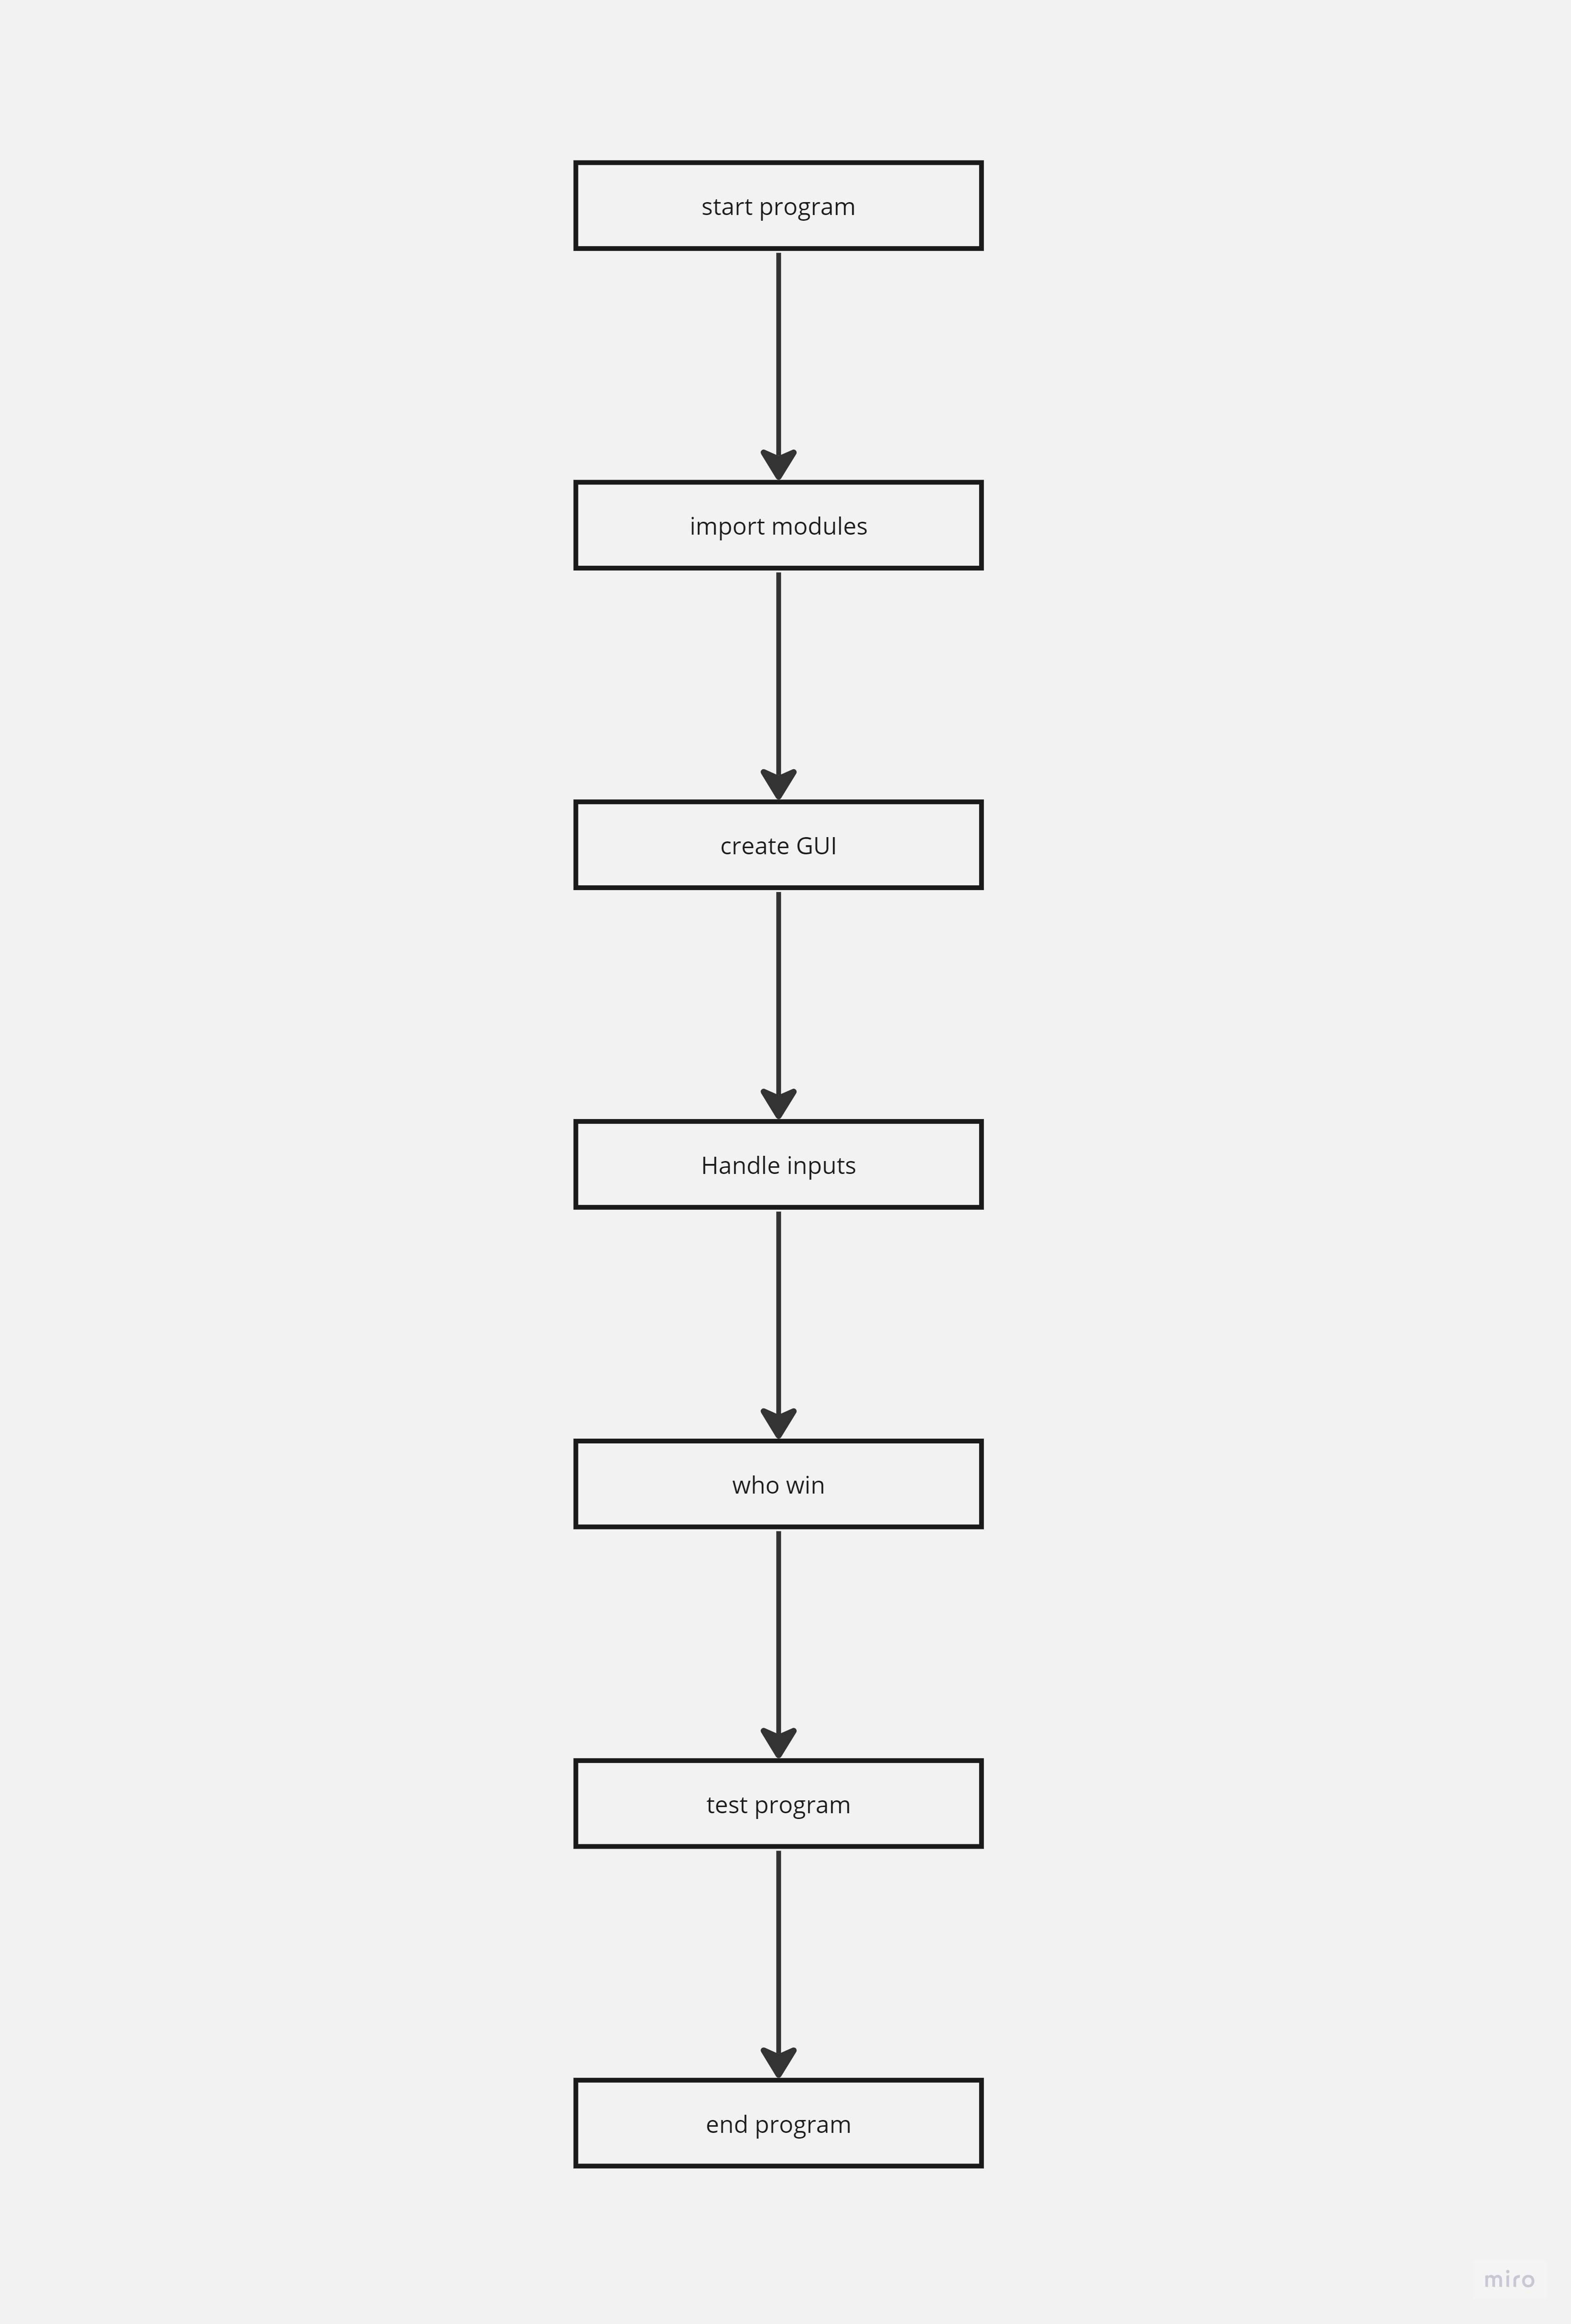 start program
import modules
create GUI
Handle inputs
who win
test program
end program
miro